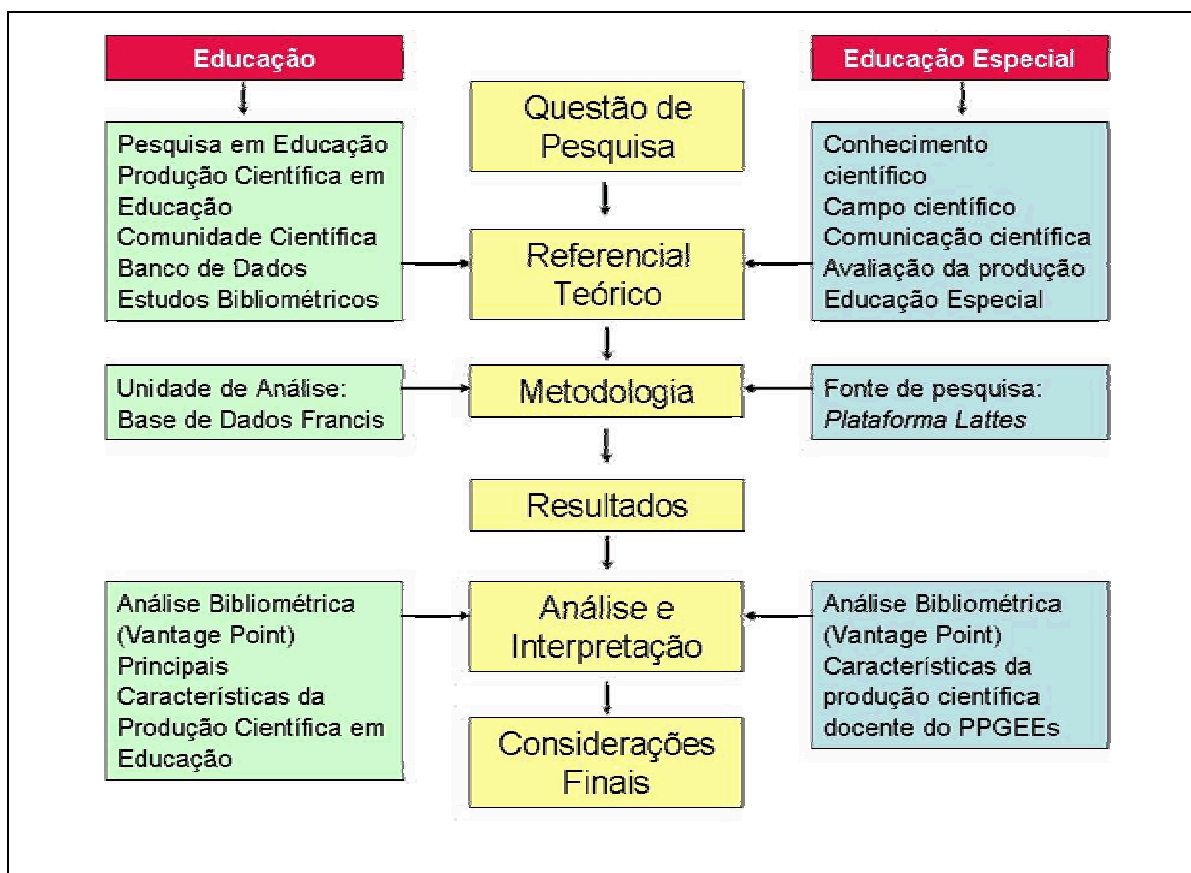 Educação
Educação Especial
Questão de
Pesquisa
Pesquisa em Educação
Produção Científica em
Educação
Comunidade Científica
Banco de Dados
Estudos Bibliométricos
Referencial
Teórico
Conhecimento
científico
Campo científico
Comunicação científica
Avaliação da produção
Educação Especial
Unidade de Análise:
Base de Dados Francis
Metodologia
Fonte de pesquisa:
Plataforma Lattes
Resultados
Análise Bibliométrica
(Vantage Point)
Principais
Características da
Produção Científica em
Educação
Análise e
Interpretação
Análise Bibliométrica
(Vantage Point)
Características da
produção científica
docente do PPGEEs
Considerações
Finais